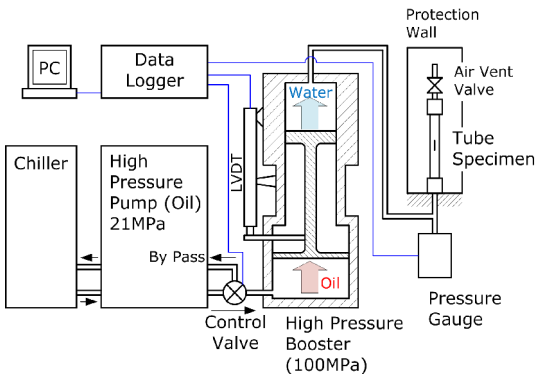 Protection
Wall
PC
Data
Logger
Water
Air Vent
Valve
Tube
Specimen
LVDT
Chiller
High
Pressure
Pump (Oil)
21MPa
By Pass
Oil
Control
Valve
High Pressure
Booster
(100MPa)
Pressure
Gauge